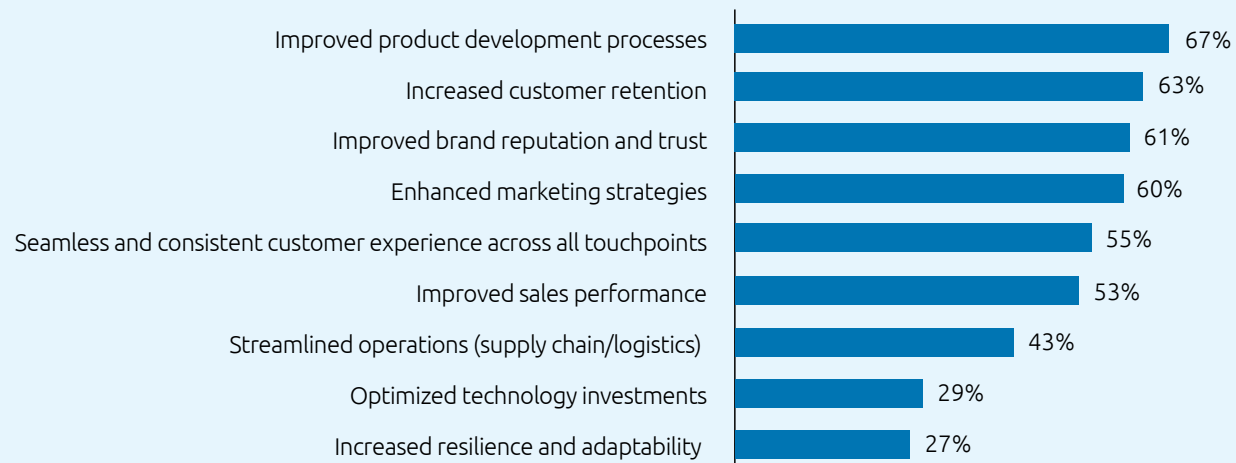 Improved product development processes 67%
Increased customer retention 63%
Improved brand reputation and trust 61%
Enhanced marketing strategies 60%
Seamless and consistent customer experience across all touchpoints 55%
Improved sales performance 53%
Streamlined operations (supply chain/logistics) 43%
Optimized technology investments 29%
Increased resilience and adaptability 27%